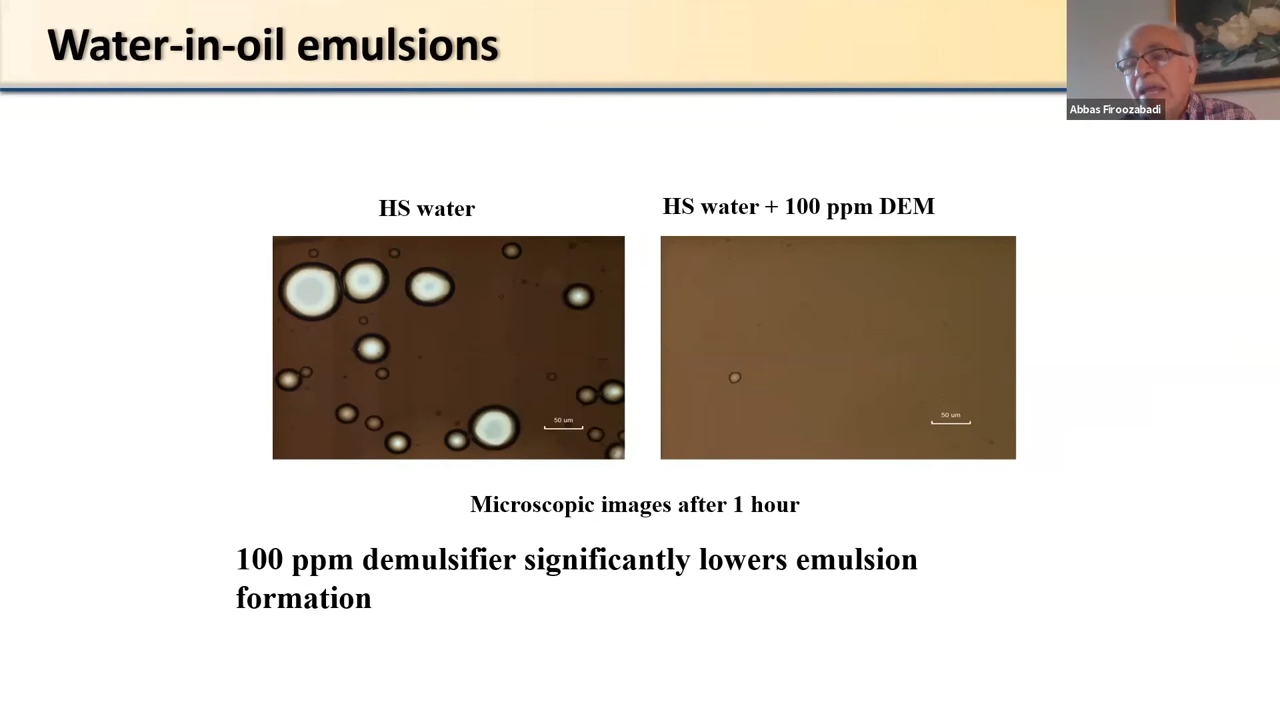 Water-in-oil emulsions
Abbas Firoozabadi
HS water
HS water + 100 ppm DEM
50 um
50 um
Microscopic images after 1 hour
100 ppm demulsifier significantly lowers emulsion
formation